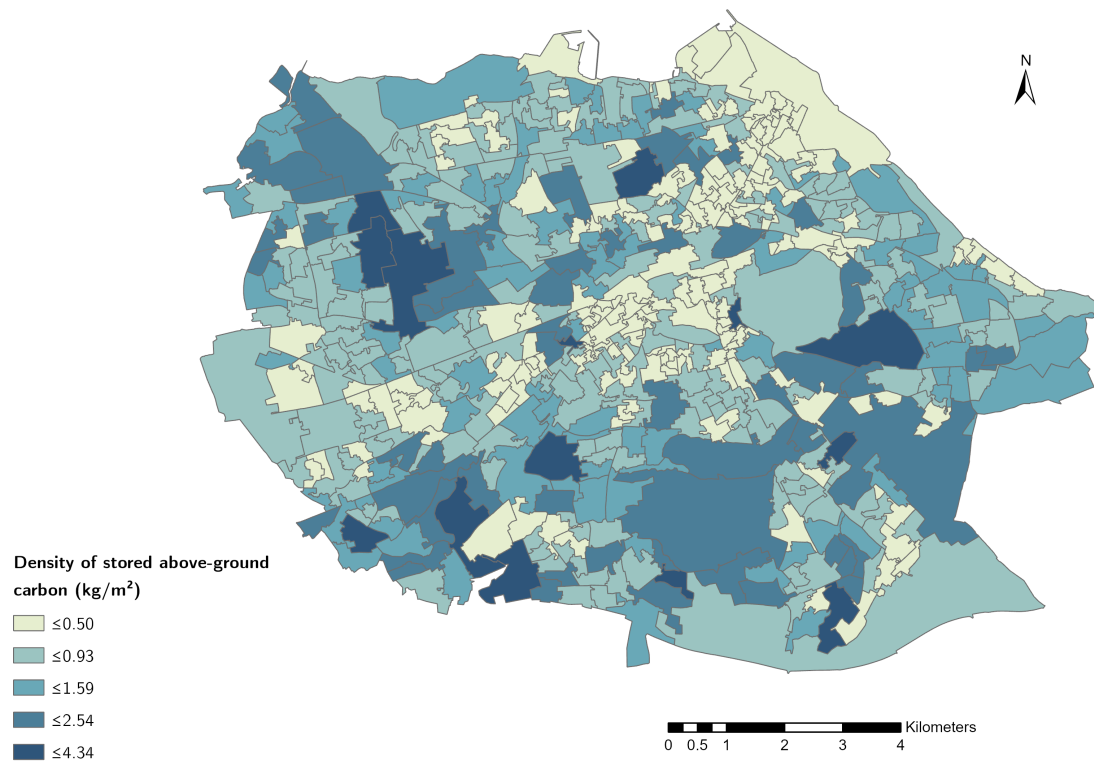 N
Density of stored above-ground
carbon (kg/m²)
≤0.50
≤0.93
≤1.59
≤2.54
≤4.34
Kilometers
0 0.5 1 2 3 4